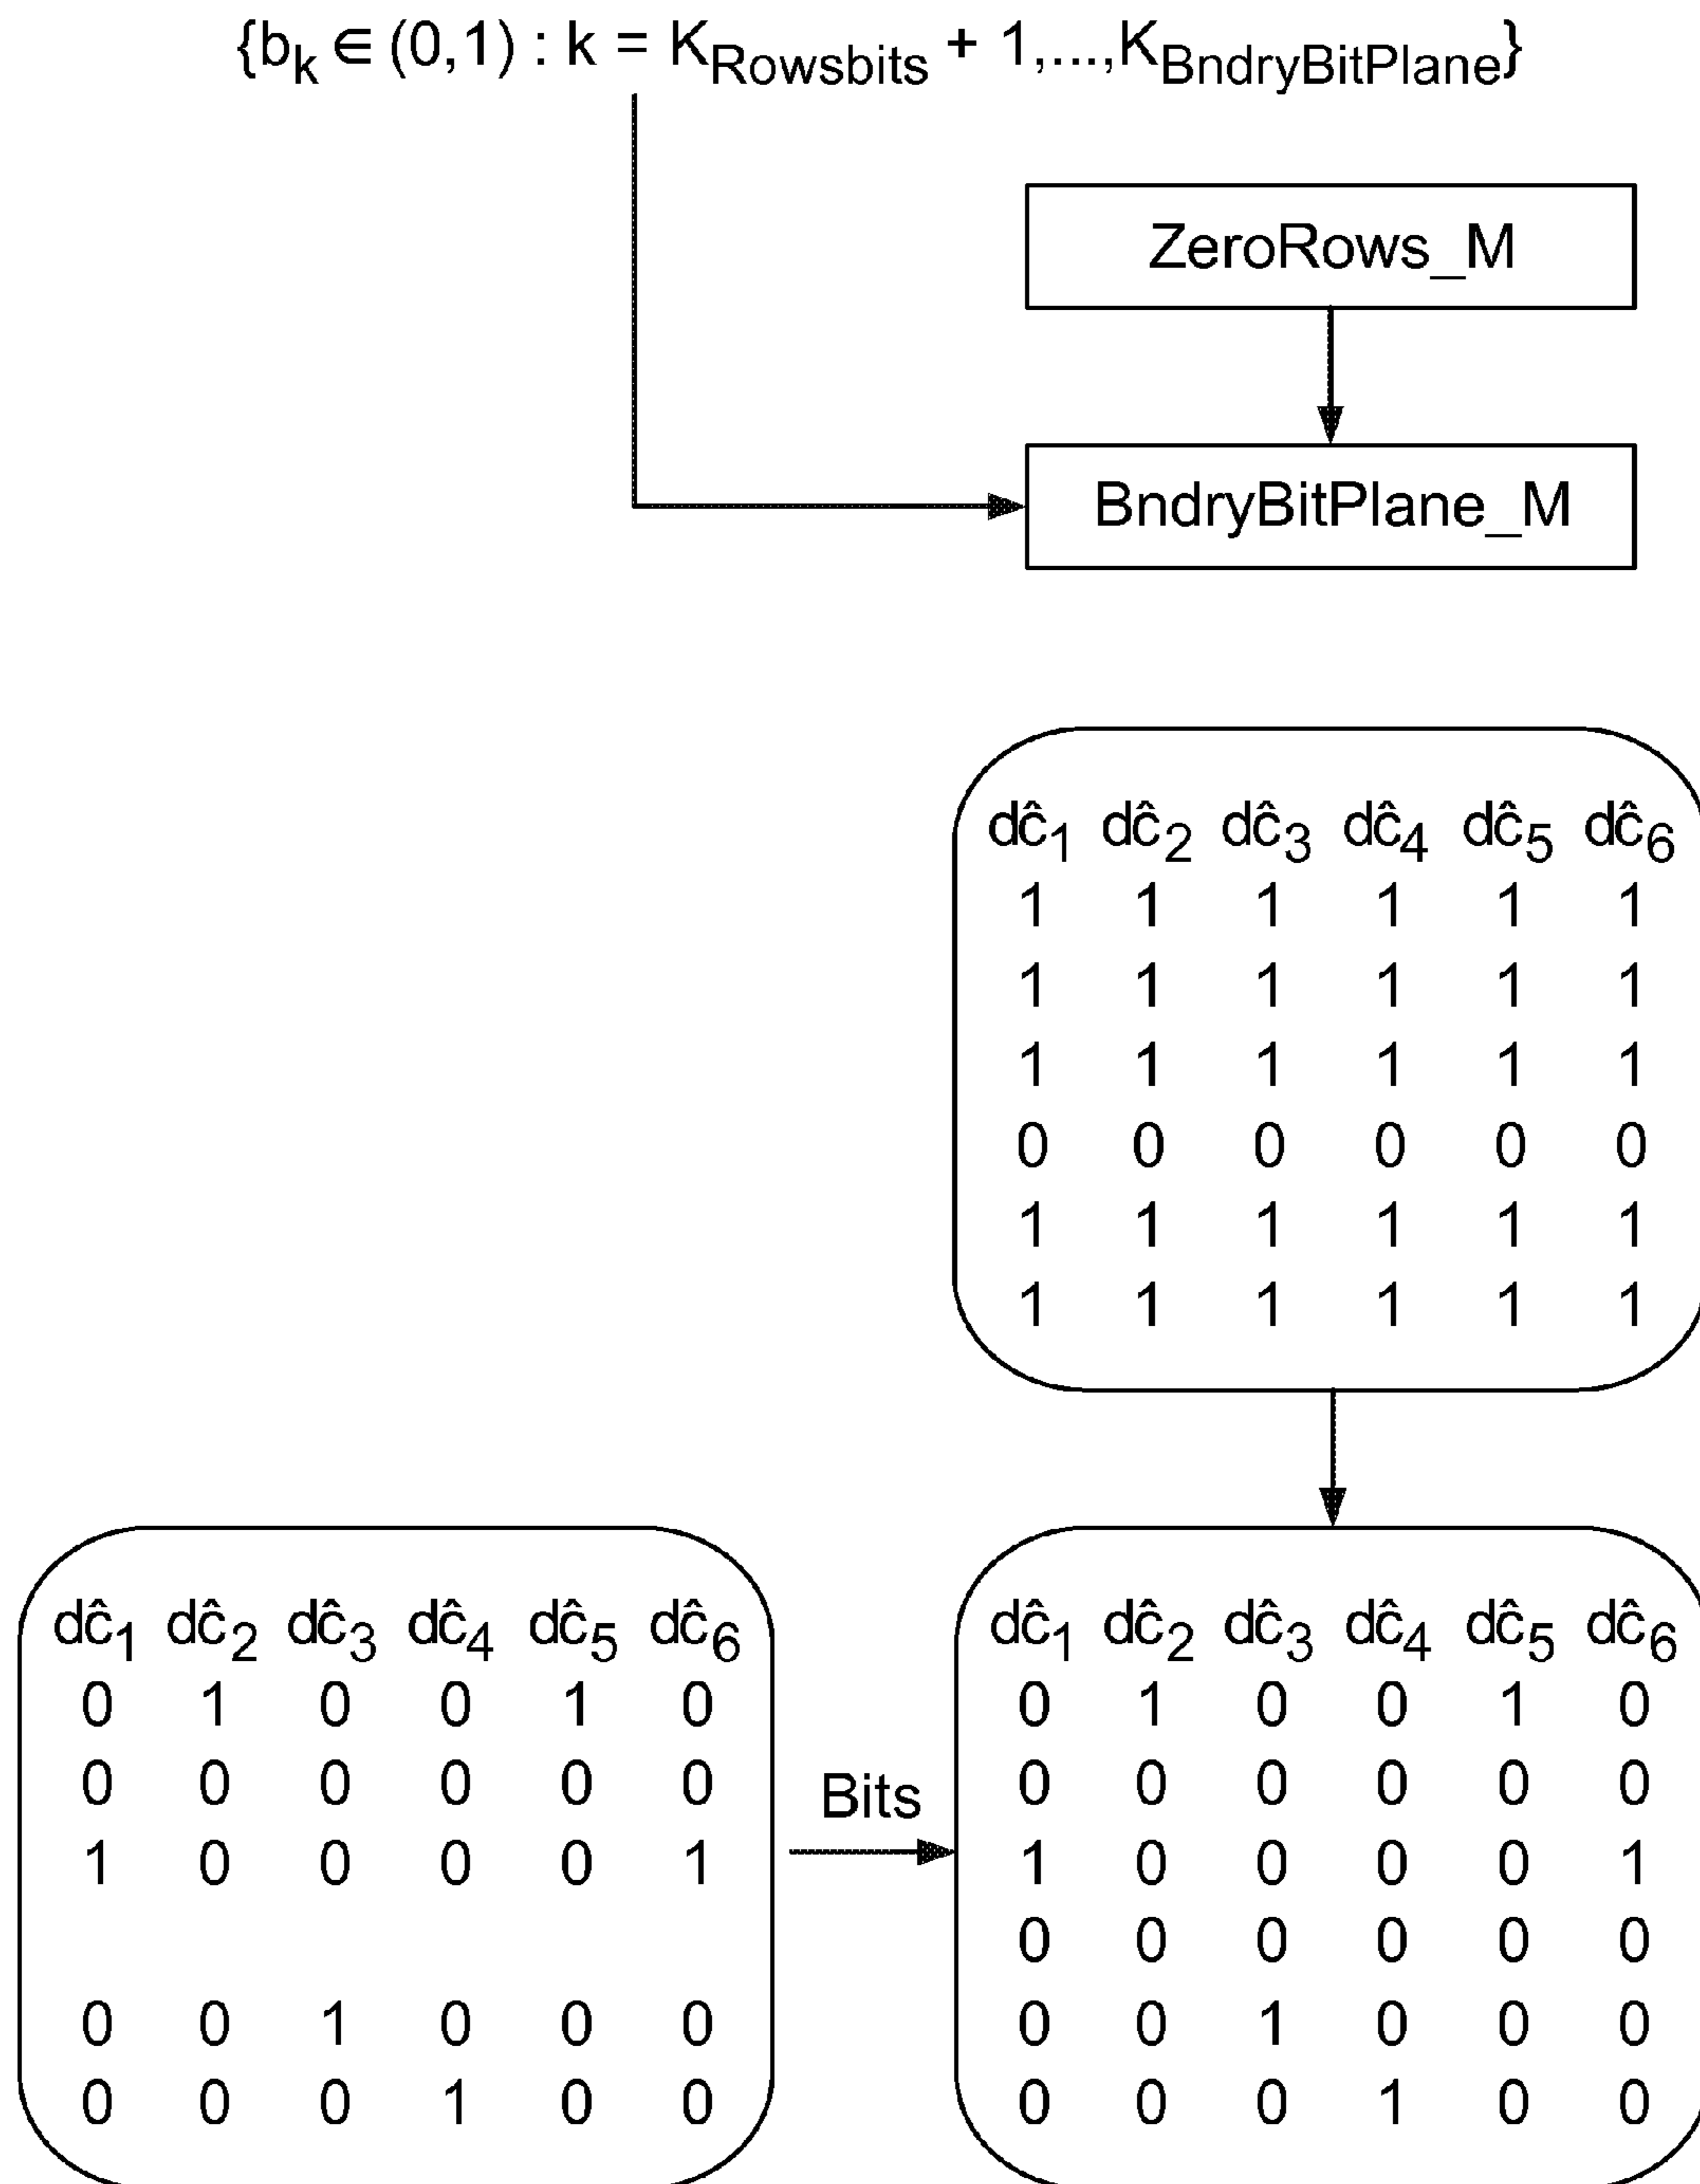 {b_k ∈ (0,1) : k = K_Rowsbits + 1,...,K_BndryBitPlane}
ZeroRows_M
BndryBitPlane_M
dĉ1 dĉ2 dĉ3 dĉ4 dĉ5 dĉ6
1 1 1 1 1 1
1 1 1 1 1 1
1 1 1 1 1 1
0 0 0 0 0 0
1 1 1 1 1 1
1 1 1 1 1 1
dĉ1 dĉ2 dĉ3 dĉ4 dĉ5 dĉ6
0 1 0 0 1 0
0 0 0 0 0 0
1 0 0 0 0 1
0 0 1 0 0 0
0 0 0 1 0 0
Bits
dĉ1 dĉ2 dĉ3 dĉ4 dĉ5 dĉ6
0 1 0 0 1 0
0 0 0 0 0 0
1 0 0 0 0 1
0 0 0 0 0 0
0 0 1 0 0 0
0 0 0 1 0 0